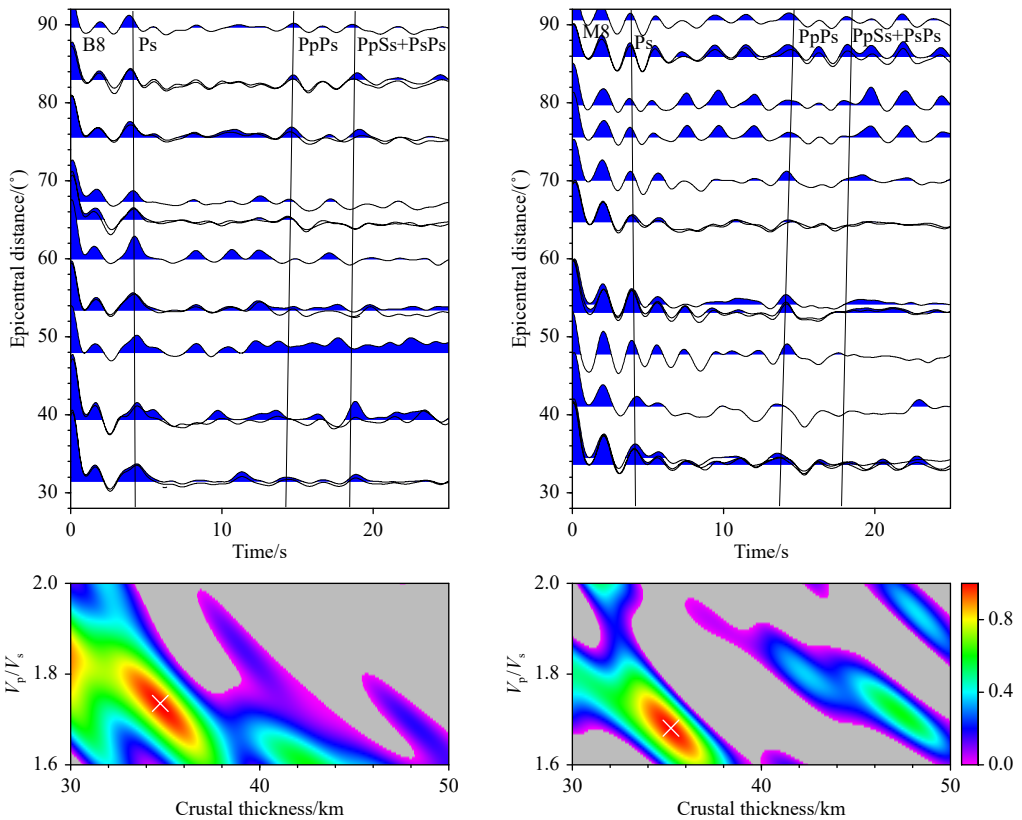 90
80
70
60
50
40
30
Epicentral distance/(°)
B8
Ps
PpPs
PpSs+PsPs
0
10
20
Time/s
90
80
70
60
50
40
30
Epicentral distance/(°)
M8
Ps
PpPs
PpSs+PsPs
0
10
20
Time/s
2.0
1.8
1.6
Vp/Vs
30
40
50
Crustal thickness/km
2.0
1.8
1.6
Vp/Vs
30
40
50
Crustal thickness/km
0.8
0.4
0.0